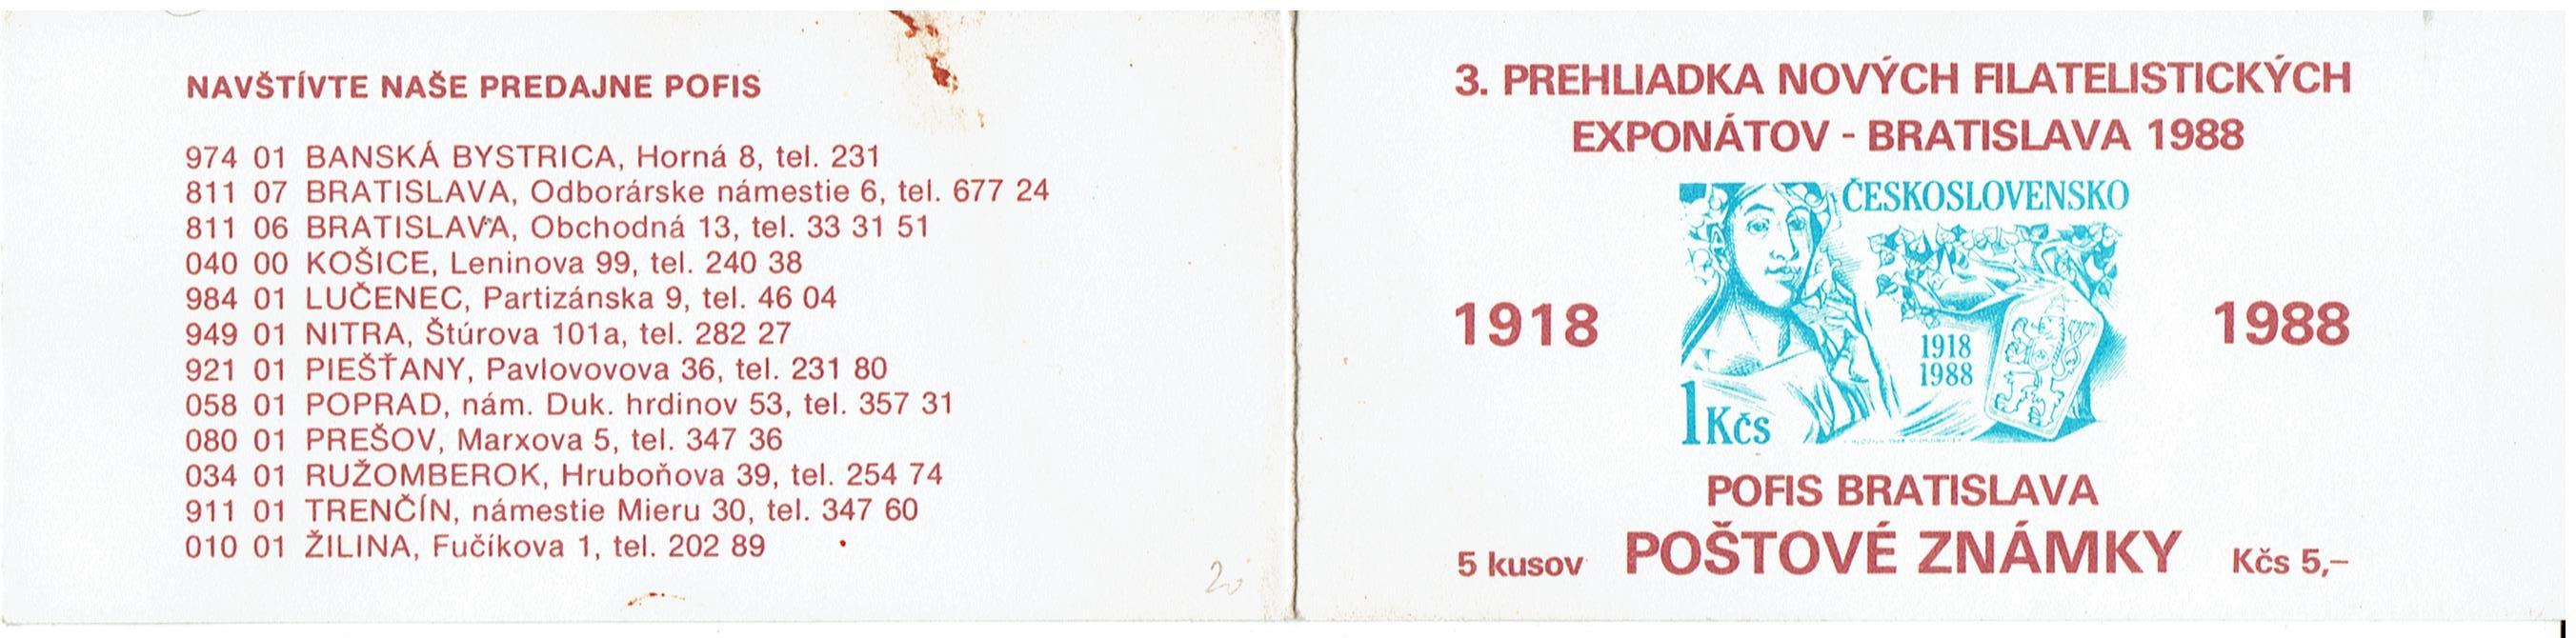 NAVŠTÍVTE NAŠE PREDAJNE POFIS
974 01 BANSKÁ BYSTRICA, Horná 8, tel. 231
811 07 BRATISLAVA, Odborárske námestie 6, tel. 677 24
811 06 BRATISLAVA, Obchodná 13, tel. 33 31 51
040 00 KOŠICE, Leninova 99, tel. 240 38
984 01 LUČENEC, Partizánska 9, tel. 46 04
949 01 NITRA, Štúrova 101a, tel. 282 27
921 01 PIEŠŤANY, Pavlovovova 36, tel. 231 80
058 01 POPRAD, nám. Duk. hrdinov 53, tel. 357 31
080 01 PREŠOV, Marxova 5, tel. 347 36
034 01 RUŽOMBEROK, Hruboňova 39, tel. 254 74
911 01 TRENČÍN, námestie Mieru 30, tel. 347 60
010 01 ŽILINA, Fučíkova 1, tel. 202 89
3. PREHLIADKA NOVÝCH FILATELISTICKÝCH
EXPONÁTOV - BRATISLAVA 1988
ČESKOSLOVENSKO
1918
1918
1988
1988
1 Kčs
POFIS BRATISLAVA
5 kusov POŠTOVÉ ZNÁMKY Kčs 5,–